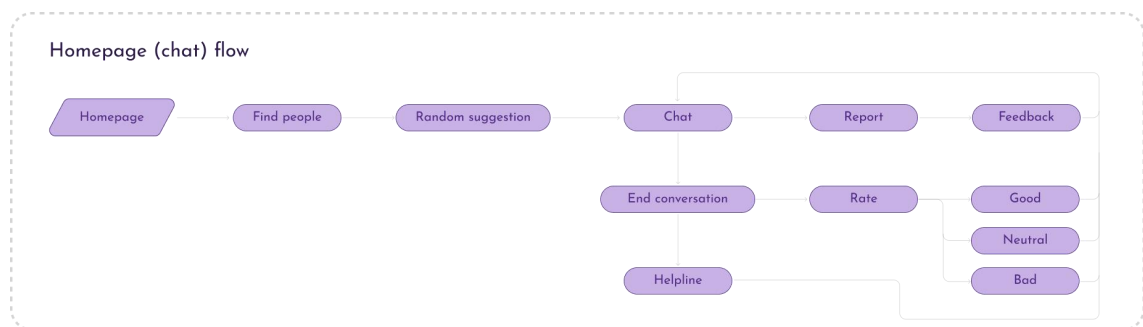 Homepage (chat) flow
Homepage
Find people
Random suggestion
Chat
Report
Feedback
End conversation
Rate
Good
Neutral
Helpline
Bad